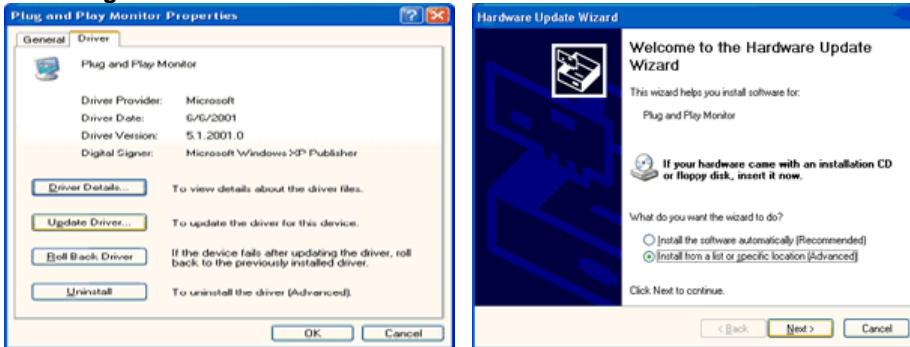 Plug and Play Monitor Properties
General Driver
Plug and Play Monitor
Driver Provider: Microsoft
Driver Date: 6/6/2001
Driver Version: 5.1.2001.0
Digital Signer: Microsoft Windows XP Publisher
Driver Details... To view details about the driver files.
Update Driver... To update the driver for this device.
Roll Back Driver If the device fails after updating the driver, roll
back to the previously installed driver.
Uninstall To uninstall the driver (Advanced).
OK Cancel
Hardware Update Wizard
Welcome to the Hardware Update
Wizard
This wizard helps you install software for:
Plug and Play Monitor
If your hardware came with an installation CD
or floppy disk, insert it now.
What do you want the wizard to do?
Install the software automatically (Recommended)
Install from a list or specific location (Advanced)
Click Next to continue.
< Back Next > Cancel